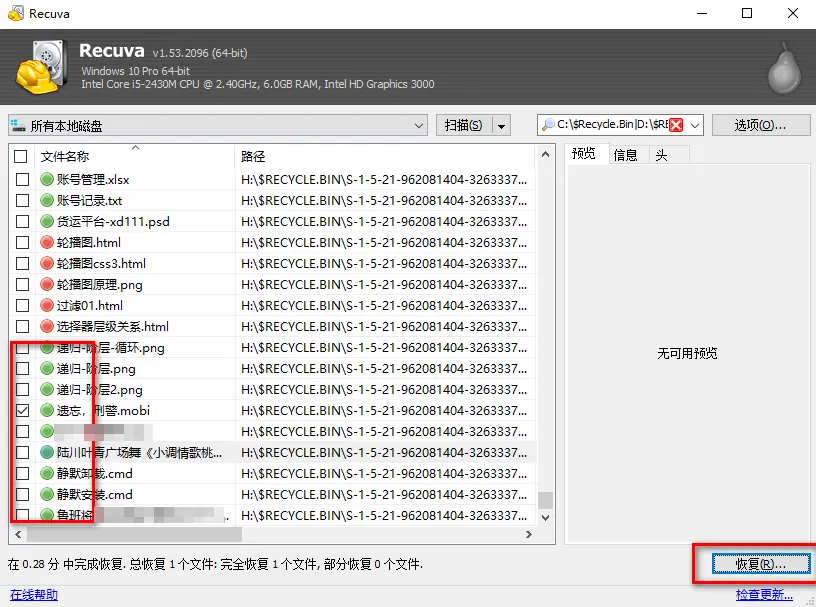 Recuva
Recuva v1.53.2096 (64-bit)
Windows 10 Pro 64-bit
Intel Core i5-2430M CPU @ 2.40GHz, 6.0GB RAM, Intel HD Graphics 3000
所有本地磁盘 扫描(S) C:\$Recycle.Bin|D:\$RE 选项(O)...
文件名称 路径 预览 信息 头
账号管理.xlsx H:\$RECYCLE.BIN\S-1-5-21-962081404-3263337...
账号记录.txt H:\$RECYCLE.BIN\S-1-5-21-962081404-3263337...
货运平台-xd111.psd H:\$RECYCLE.BIN\S-1-5-21-962081404-3263337...
轮播图.html H:\$RECYCLE.BIN\S-1-5-21-962081404-3263337...
轮播图css3.html H:\$RECYCLE.BIN\S-1-5-21-962081404-3263337...
轮播图原理.png H:\$RECYCLE.BIN\S-1-5-21-962081404-3263337...
过滤01.html H:\$RECYCLE.BIN\S-1-5-21-962081404-3263337...
选择器层级关系.html H:\$RECYCLE.BIN\S-1-5-21-962081404-3263337...
递归-阶层-循环.png H:\$RECYCLE.BIN\S-1-5-21-962081404-3263337...
无可用预览
递归-阶层.png H:\$RECYCLE.BIN\S-1-5-21-962081404-3263337...
递归-阶层2.png H:\$RECYCLE.BIN\S-1-5-21-962081404-3263337...
遗忘，刑警.mobi H:\$RECYCLE.BIN\S-1-5-21-962081404-3263337...
H:\$RECYCLE.BIN\S-1-5-21-962081404-3263337...
陆川叶青广场舞《小调情歌桃... H:\$RECYCLE.BIN\S-1-5-21-962081404-3263337...
静默卸载.cmd H:\$RECYCLE.BIN\S-1-5-21-962081404-3263337...
静默安装.cmd H:\$RECYCLE.BIN\S-1-5-21-962081404-3263337...
鲁班将 H:\$RECYCLE.BIN\S-1-5-21-962081404-3263337...
在 0.28 分 中完成恢复. 总恢复 1 个文件: 完全恢复 1 个文件, 部分恢复 0 个文件.
恢复(R)...
在线帮助 检查更新...